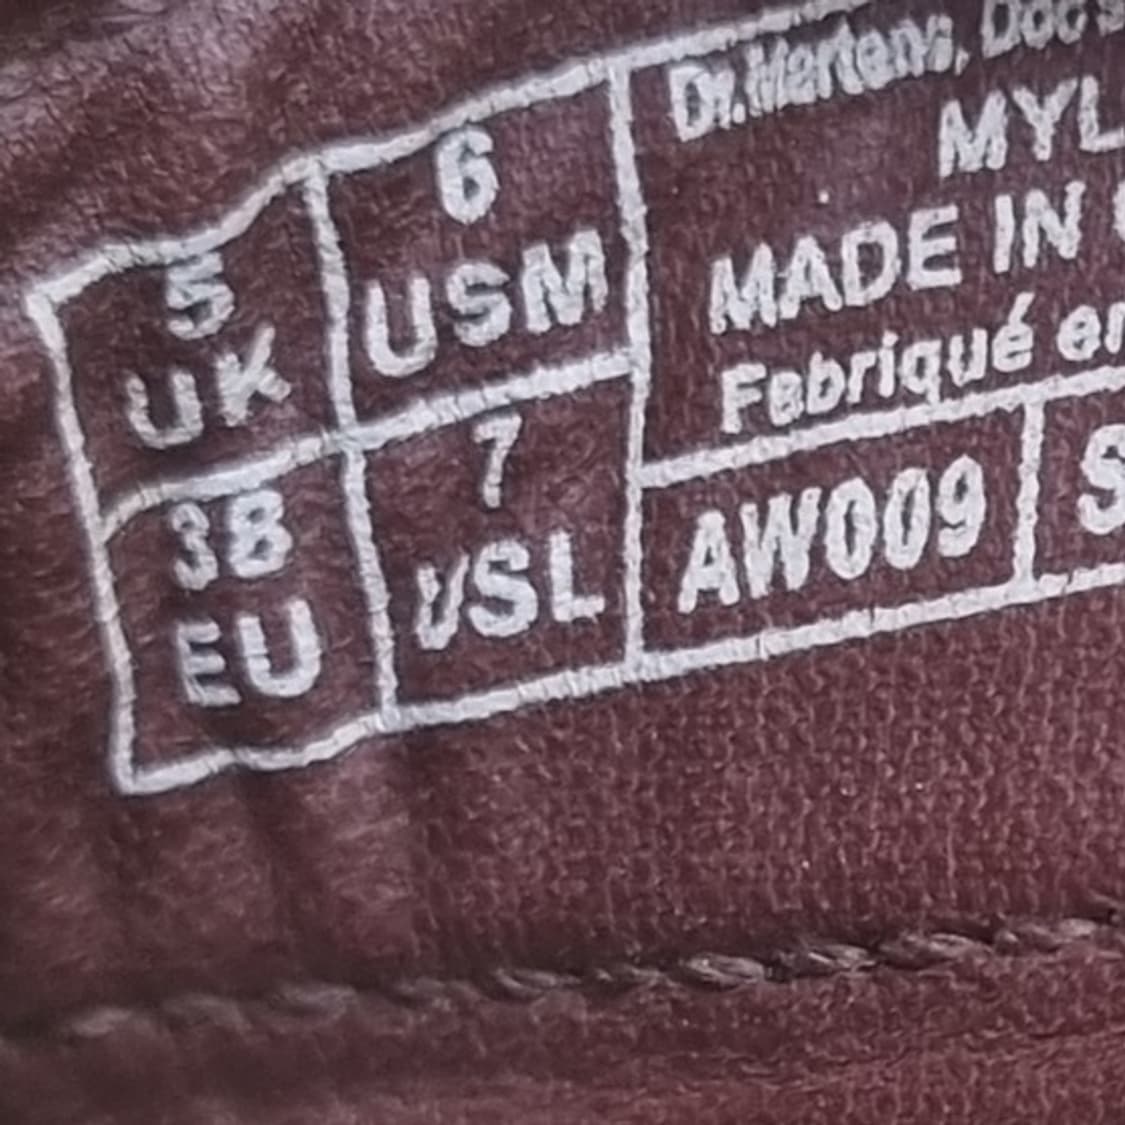 5
UK
6
USM
38
EU
7
USL
Dr.Martens, Doc's
MYL
MADE IN
Fabriqué en
AW009
S